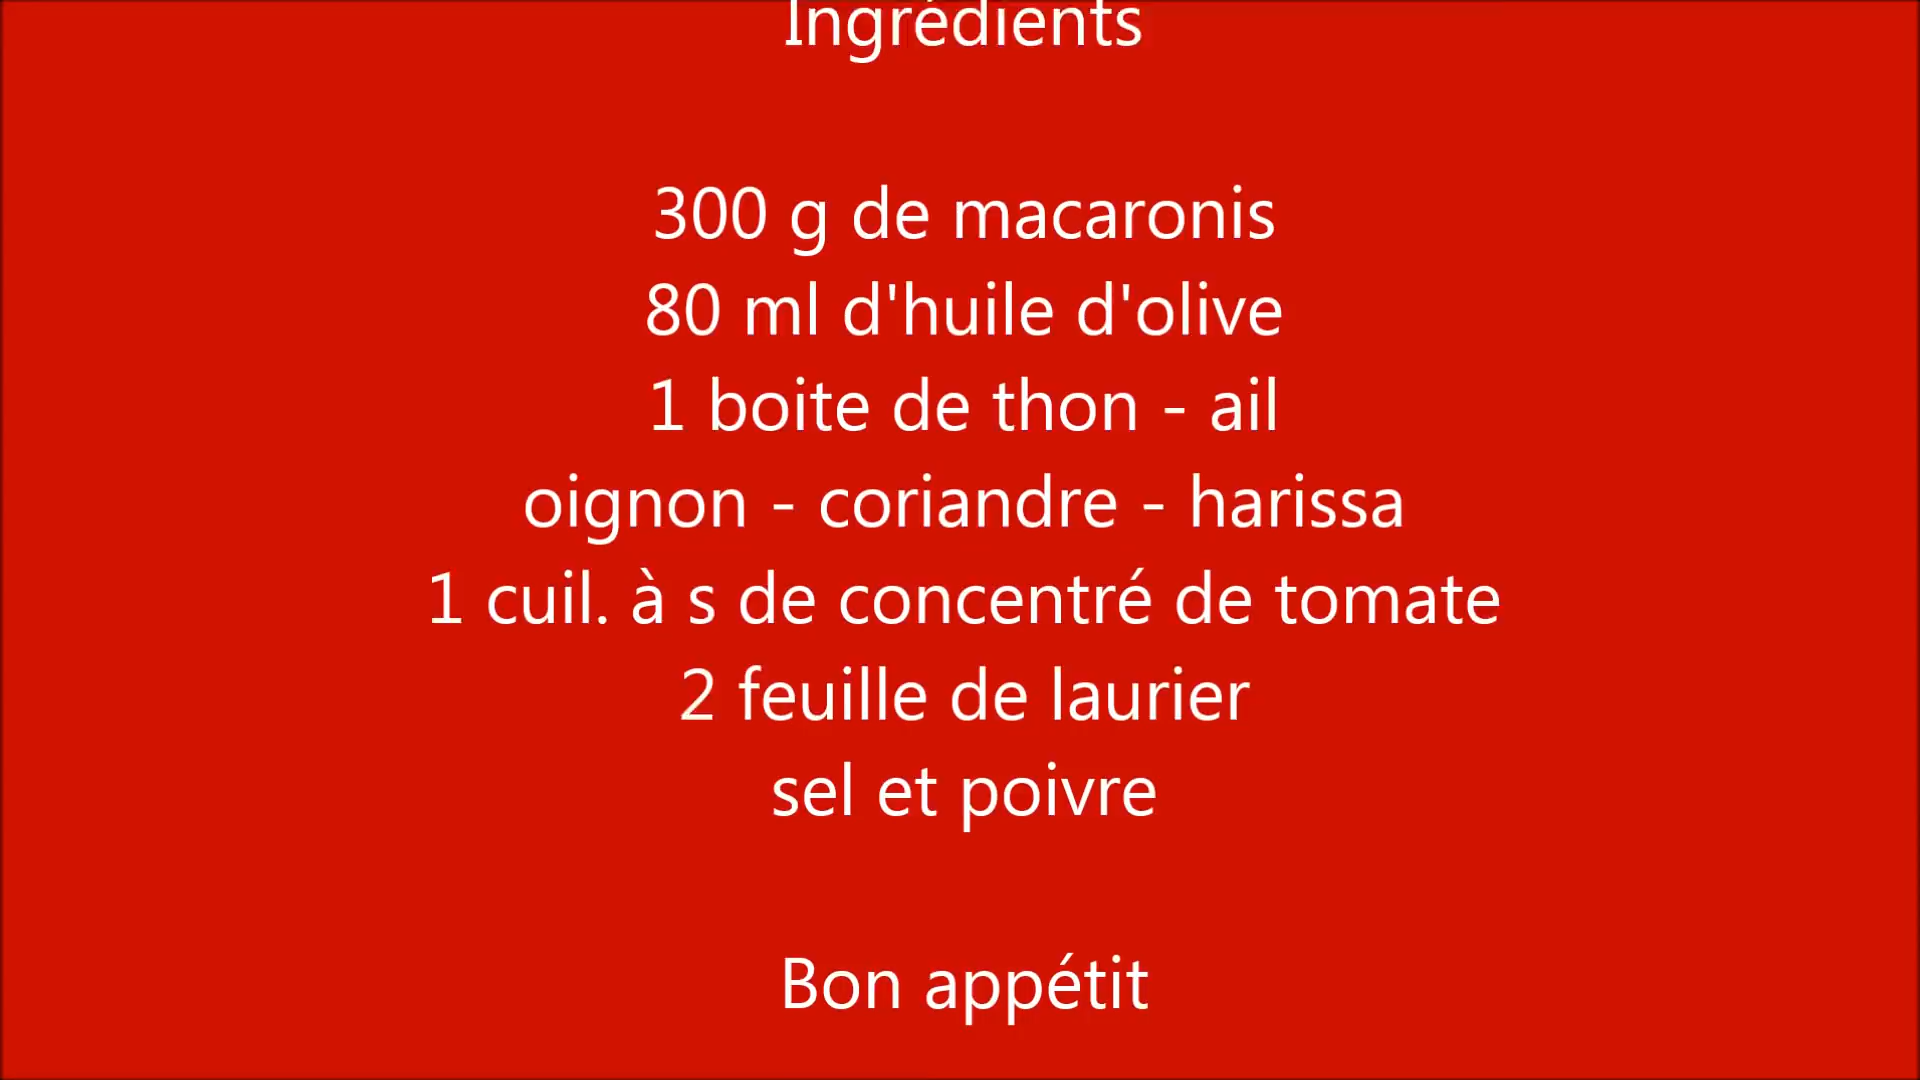 Ingrédients
300 g de macaronis
80 ml d'huile d'olive
1 boite de thon - ail
oignon - coriandre - harissa
1 cuil. à s de concentré de tomate
2 feuille de laurier
sel et poivre
Bon appétit